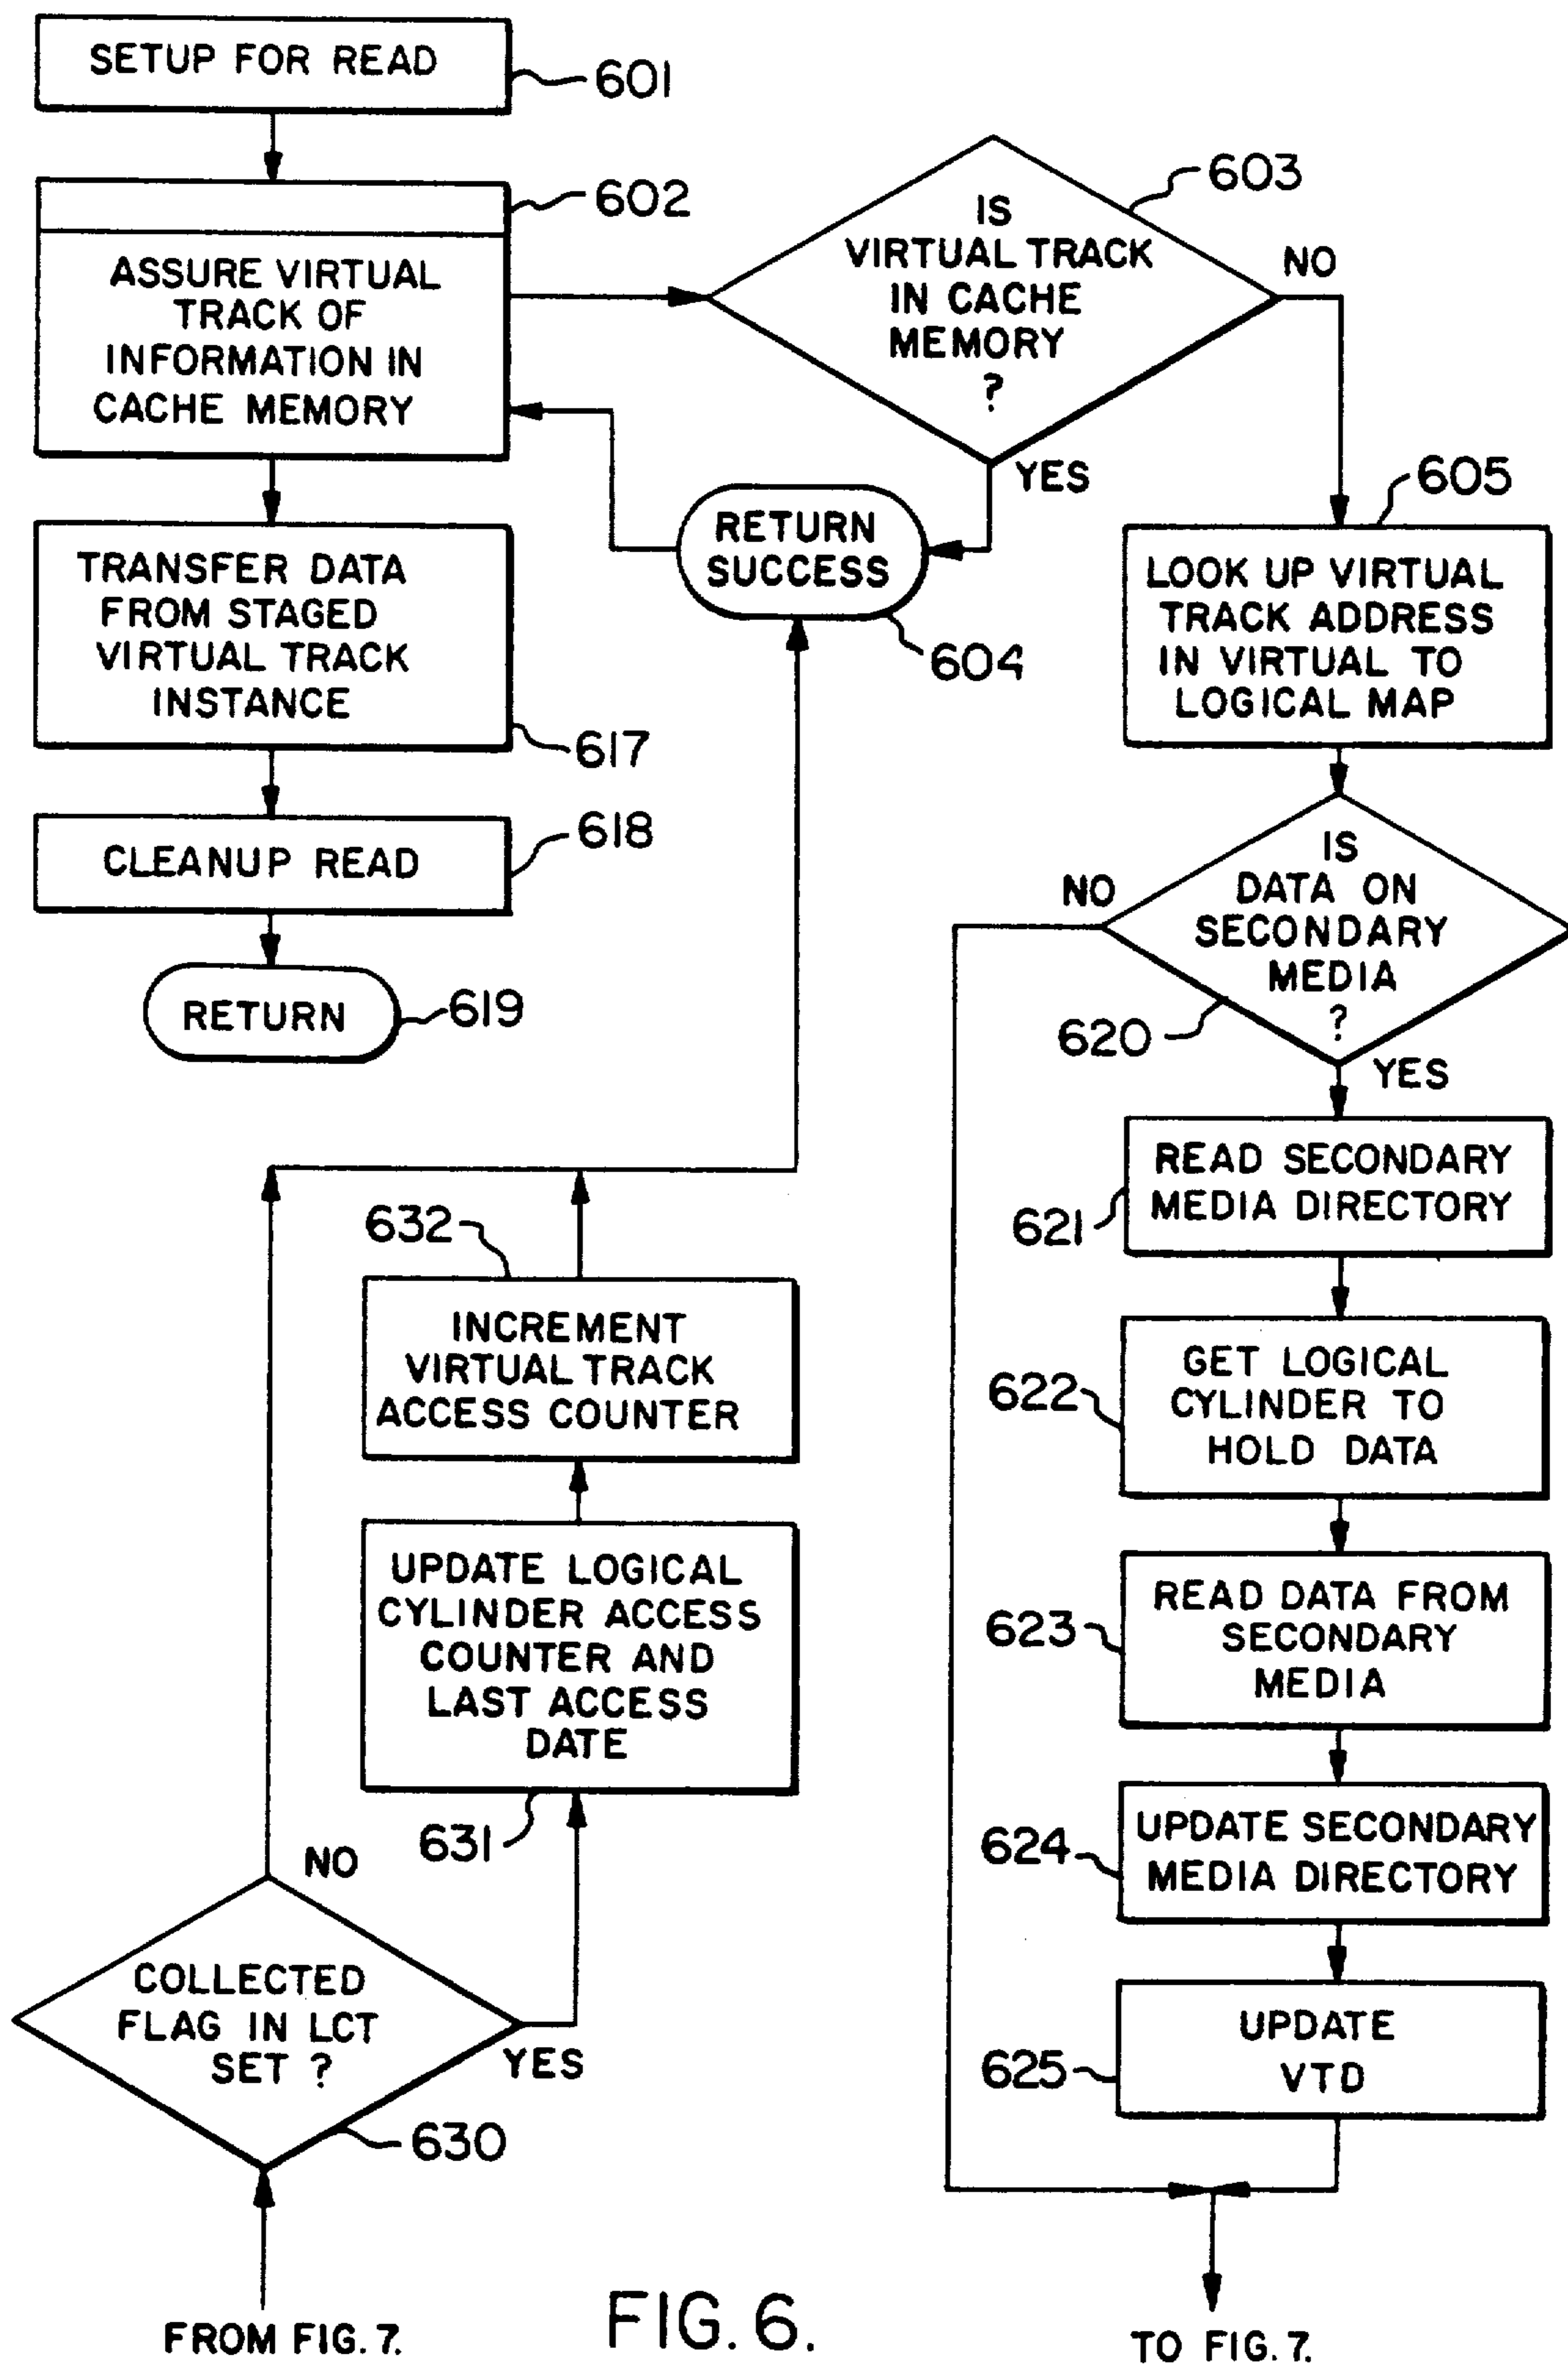 SETUP FOR READ
601
602
ASSURE VIRTUAL
TRACK OF
INFORMATION IN
CACHE MEMORY
603
IS
VIRTUAL TRACK
IN CACHE
MEMORY
?
NO
YES
RETURN
SUCCESS
604
605
LOOK UP VIRTUAL
TRACK ADDRESS
IN VIRTUAL TO
LOGICAL MAP
TRANSFER DATA
FROM STAGED
VIRTUAL TRACK
INSTANCE
617
618
CLEANUP READ
RETURN
619
IS
DATA ON
SECONDARY
MEDIA
?
NO
620
YES
READ SECONDARY
MEDIA DIRECTORY
621
GET LOGICAL
CYLINDER TO
HOLD DATA
622
READ DATA FROM
SECONDARY
MEDIA
623
UPDATE SECONDARY
MEDIA DIRECTORY
624
UPDATE
VTD
625
632
INCREMENT
VIRTUAL TRACK
ACCESS COUNTER
UPDATE LOGICAL
CYLINDER ACCESS
COUNTER AND
LAST ACCESS
DATE
631
NO
COLLECTED
FLAG IN LCT
SET ?
YES
630
FROM FIG. 7.
FIG. 6.
TO FIG. 7.